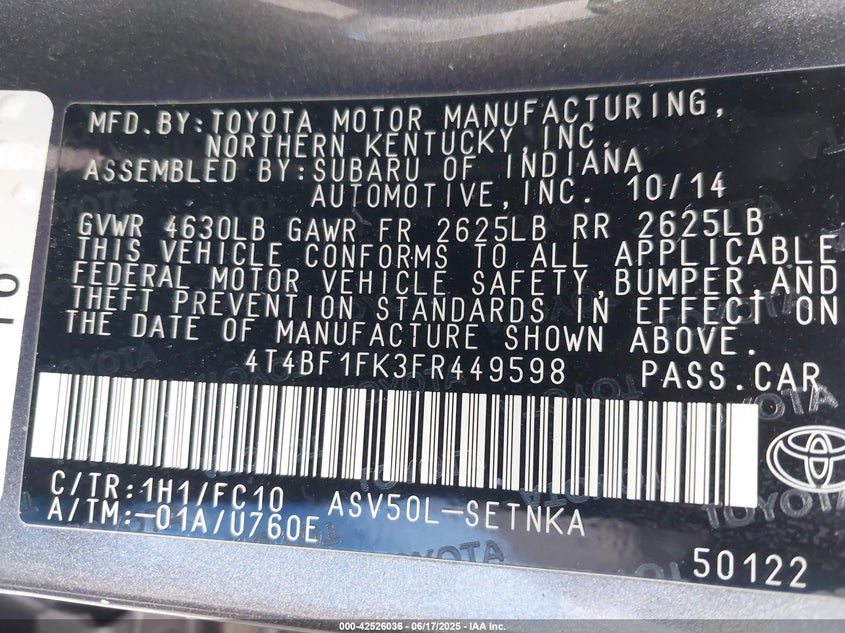 MFD.BY:TOYOTA MOTOR MANUFACTURING,
NORTHERN KENTUCKY,INC.
ASSEMBLED BY:SUBARU OF INDIANA
AUTOMOTIVE,INC. 10/14
GVWR 4630LB GAWR FR 2625LB RR 2625LB
THIS VEHICLE CONFORMS TO ALL APPLICABLE
FEDERAL MOTOR VEHICLE SAFETY,BUMPER,AND
THEFT PREVENTION STANDARDS IN EFFECT ON
THE DATE OF MANUFACTURE SHOWN ABOVE.
4T4BF1FK3FR449598 PASS.CAR
C/TR:1H1/FC10 ASV50L-SETNKA
A/TM:-01A/U760E
TOYOTA
50122
000-42526036 - 06/17/2025 - IAA Inc.